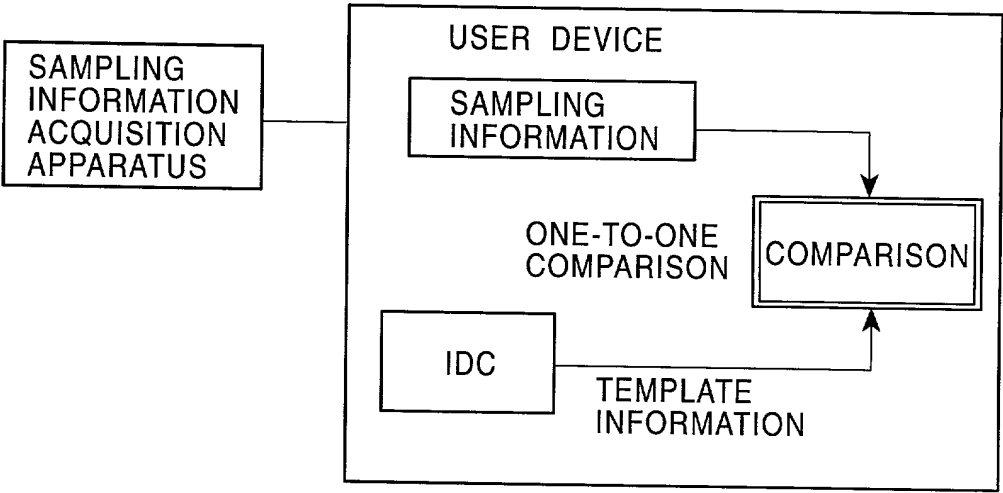 SAMPLING
INFORMATION
ACQUISITION
APPARATUS
USER DEVICE
SAMPLING
INFORMATION
ONE-TO-ONE
COMPARISON
COMPARISON
IDC
TEMPLATE
INFORMATION